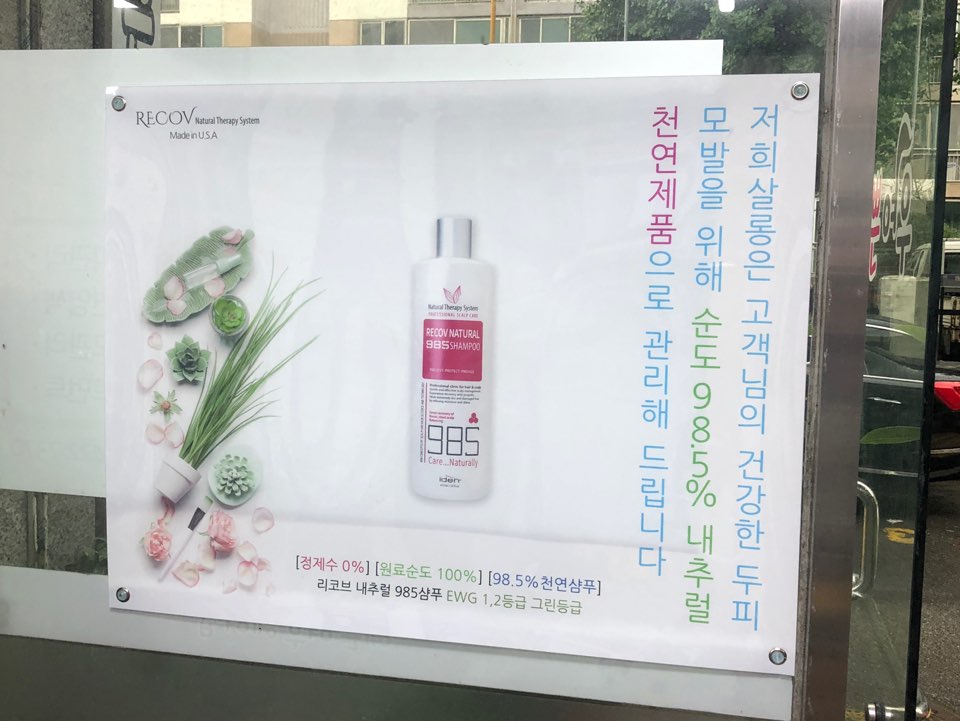 RECOV Natural Therapy System
Made in U.S.A
저희살롱은 고객님의 건강한 두피
모발을 위해 순도 98.5% 내추럴
천연제품으로 관리해 드립니다
Natural Therapy System
PROFESSIONAL SCALP CARE
RECOV NATURAL
985 SHAMPOO
985
Care...Naturally
iden
[정제수 0%] [원료순도 100%] [98.5%천연샴푸]
리코브 내추럴 985샴푸 EWG 1,2등급 그린등급